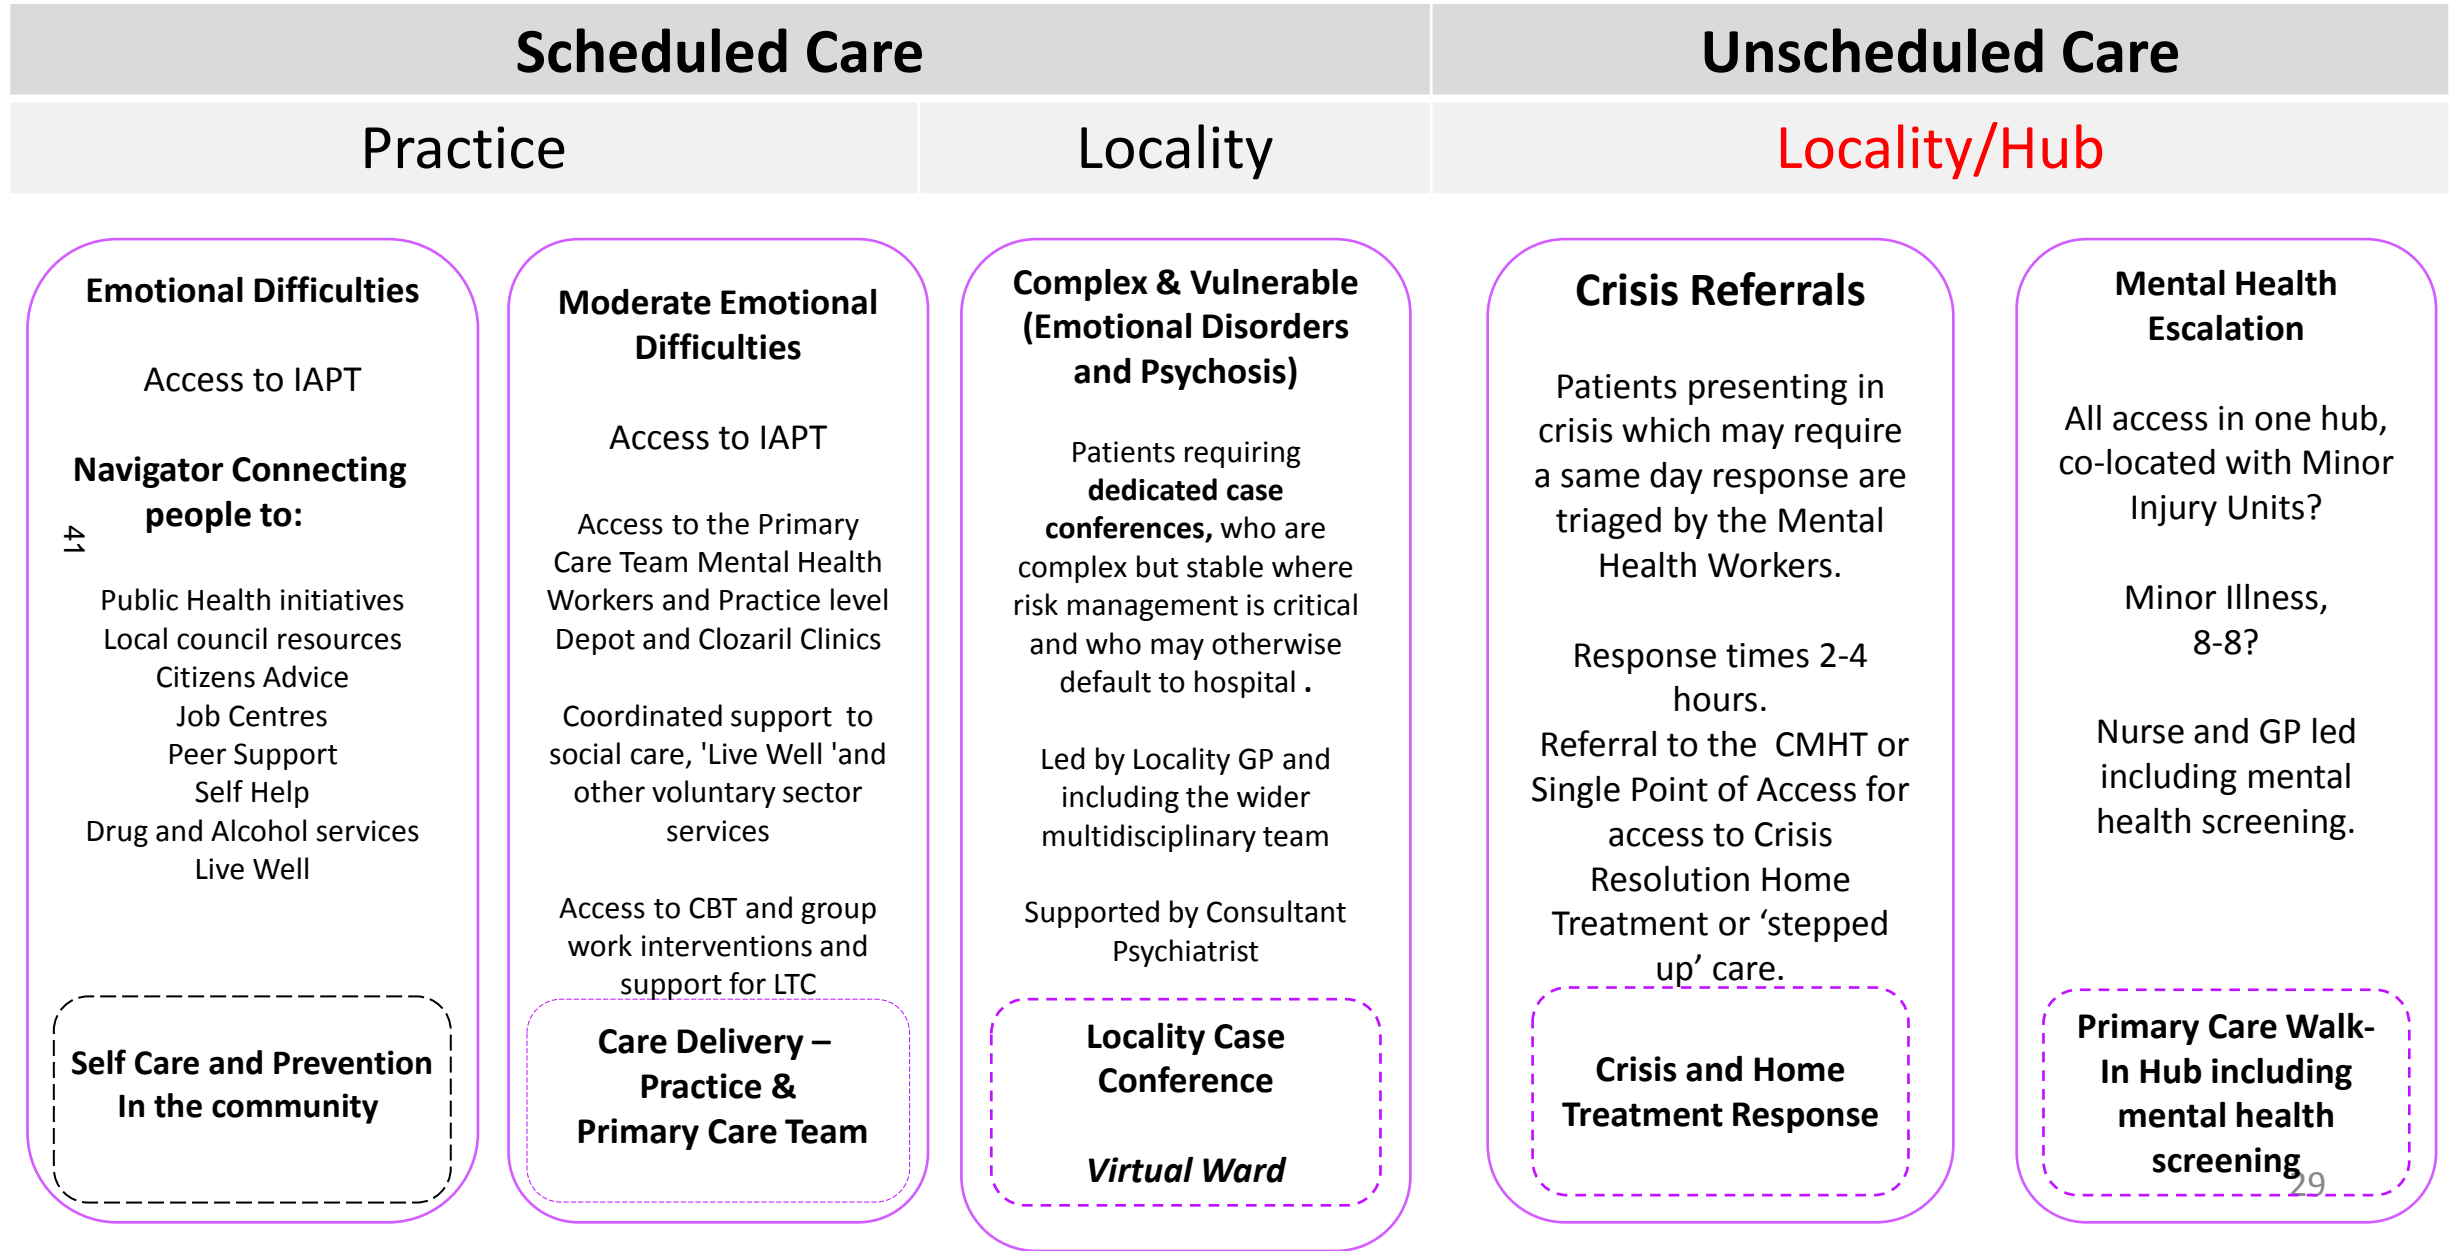 Scheduled Care
Unscheduled Care
Practice
Locality
Locality/Hub
Emotional Difficulties
Access to IAPT
Navigator Connecting
people to:
41
Public Health initiatives
Local council resources
Citizens Advice
Job Centres
Peer Support
Self Help
Drug and Alcohol services
Live Well
Self Care and Prevention
In the community
Moderate Emotional
Difficulties
Access to IAPT
Access to the Primary
Care Team Mental Health
Workers and Practice level
Depot and Clozaril Clinics
Coordinated support  to
social care, 'Live Well 'and
other voluntary sector
services
Access to CBT and group
work interventions and
support for LTC
Care Delivery –
Practice &
Primary Care Team
Complex & Vulnerable
(Emotional Disorders
and Psychosis)
Patients requiring
dedicated case
conferences, who are
complex but stable where
risk management is critical
and who may otherwise
default to hospital .
Led by Locality GP and
including the wider
multidisciplinary team
Supported by Consultant
Psychiatrist
Locality Case
Conference
Virtual Ward
Crisis Referrals
Patients presenting in
crisis which may require
a same day response are
triaged by the Mental
Health Workers.
Response times 2-4
hours.
Referral to the  CMHT or
Single Point of Access for
access to Crisis
Resolution Home
Treatment or ‘stepped
up’ care.
Crisis and Home
Treatment Response
Mental Health
Escalation
All access in one hub,
co-located with Minor
Injury Units?
Minor Illness,
8-8?
Nurse and GP led
including mental
health screening.
Primary Care Walk-
In Hub including
mental health
screening
29